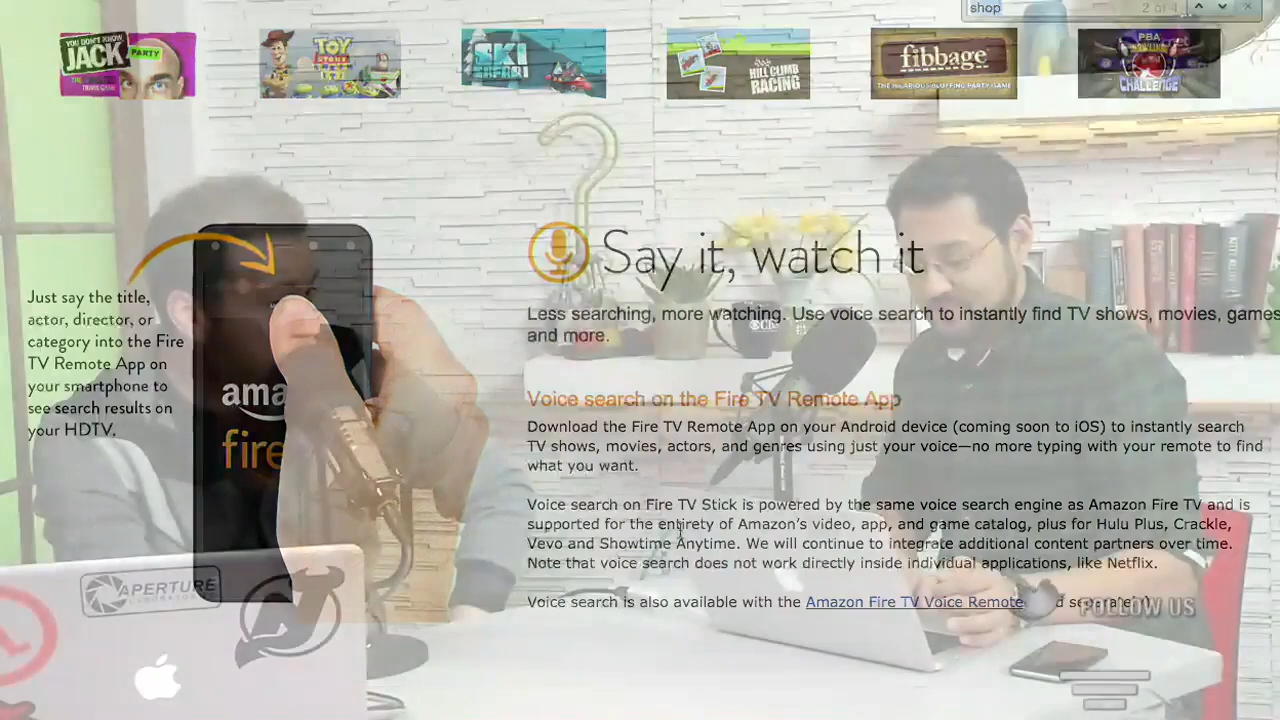 shop
2 of 4
YOU DON'T KNOW
JACK
PARTY
TOY
STORY
SKI
SAFARI
HILL CLIMB
RACING
fibbage
THE HILARIOUS BLUFFING PARTY GAME
PBA
CHALLENGE
Say it, watch it
Just say the title,
actor, director, or
category into the Fire
TV Remote App on
your smartphone to
see search results on
your HDTV.
ama
fire
Less searching, more watching. Use voice search to instantly find TV shows, movies, games
and more.
CBS
Voice search on the Fire TV Remote App
Download the Fire TV Remote App on your Android device (coming soon to iOS) to instantly search
TV shows, movies, actors, and genres using just your voice—no more typing with your remote to find
what you want.
Voice search on Fire TV Stick is powered by the same voice search engine as Amazon Fire TV and is
supported for the entirety of Amazon's video, app, and game catalog, plus for Hulu Plus, Crackle,
Vevo and Showtime Anytime. We will continue to integrate additional content partners over time.
Note that voice search does not work directly inside individual applications, like Netflix.
Voice search is also available with the Amazon Fire TV Voice Remote
APERTURE
FOLLOW US